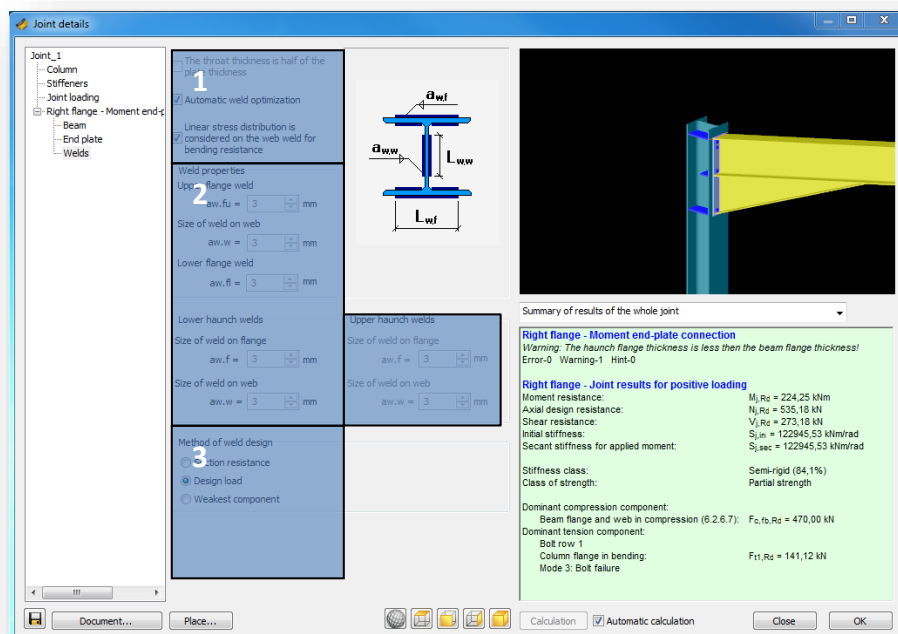 Joint details
Joint_1
Column
Stiffeners
Joint loading
Right flange - Moment end-p
Beam
End plate
Welds
1
The throat thickness is half of the
plate thickness
Automatic weld optimization
Linear stress distribution is
considered on the web weld for
bending resistance
2
Weld properties
Upper flange weld
aw.fu = 3 mm
Size of weld on web
aw.w = 3 mm
Lower flange weld
aw.fl = 3 mm
Lower haunch welds
Size of weld on flange
aw.f = 3 mm
Size of weld on web
aw.w = 3 mm
Upper haunch welds
Size of weld on flange
aw.f = 3 mm
Size of weld on web
aw.w = 3 mm
3
Method of weld design
Section resistance
Design load
Weakest component
aw,f
aw,w
Lw,w
Lw,f
Summary of results of the whole joint
Right flange - Moment end-plate connection
Warning: The haunch flange thickness is less then the beam flange thickness!
Error-0 Warning-1 Hint-0
Right flange - Joint results for positive loading
Moment resistance: Mj,Rd = 224,25 kNm
Axial design resistance: Nj,Rd = 535,18 kN
Shear resistance: Vj,Rd = 273,18 kN
Initial stiffness: Sj,ini = 122945,53 kNm/rad
Secant stiffness for applied moment: Sj,sec = 122945,53 kNm/rad
Stiffness class: Semi-rigid (84,1%)
Class of strength: Partial strength
Dominant compression component:
Beam flange and web in compression (6.2.6.7): Fc,fb,Rd = 470,00 kN
Dominant tension component:
Bolt row 1
Column flange in bending: Ft1,Rd = 141,12 kN
Mode 3: Bolt failure
Document...
Place...
Calculation
Automatic calculation
Close
OK